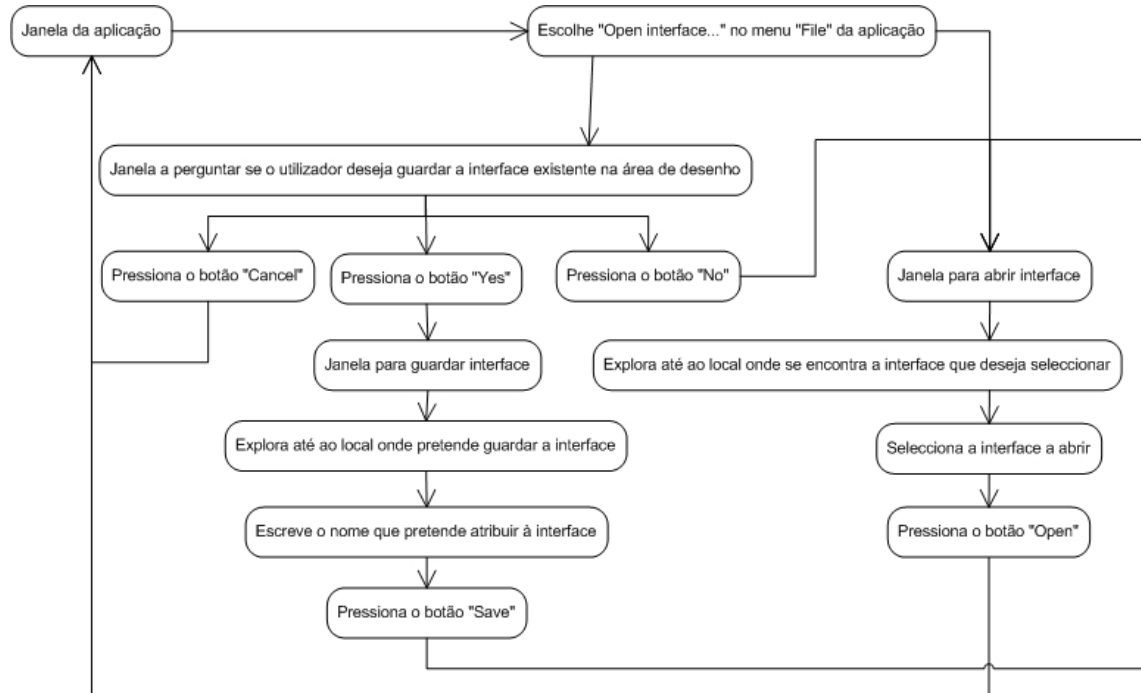 Janela da aplicação
Escolhe "Open interface..." no menu "File" da aplicação
Janela a perguntar se o utilizador deseja guardar a interface existente na área de desenho
Pressiona o botão "Cancel"
Pressiona o botão "Yes"
Pressiona o botão "No"
Janela para abrir interface
Janela para guardar interface
Explora até ao local onde se encontra a interface que deseja seleccionar
Explora até ao local onde pretende guardar a interface
Selecciona a interface a abrir
Escreve o nome que pretende atribuir à interface
Pressiona o botão "Open"
Pressiona o botão "Save"